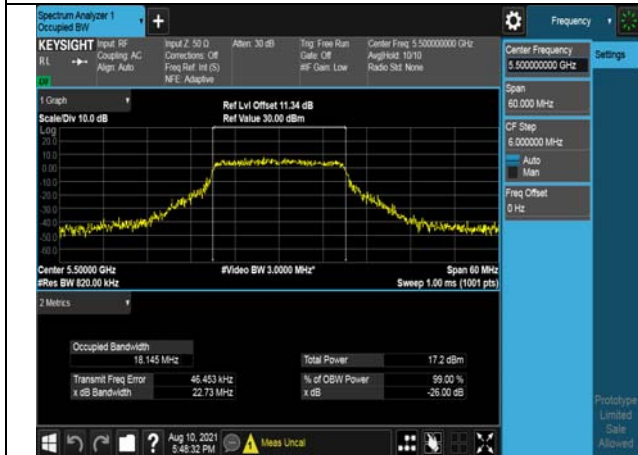 Spectrum Analyzer 1
Occupied BW
Frequency
KEYSIGHT
Input: RF
Coupling: AC
Align: Auto
RL
Input Z: 50 Ω
Corrections: Off
Freq Ref: Int (S)
NFE: Adaptive
Atten: 30 dB
Trig: Free Run
Gate: Off
#IF Gain: Low
Center Freq: 5.500000000 GHz
Avg|Hold: 10/10
Radio Std: None
Center Frequency
5.500000000 GHz
Settings
Span
60.000 MHz
CF Step
6.000000 MHz
Auto
Man
Freq Offset
0 Hz
1 Graph
Scale/Div 10.0 dB
Ref Lvl Offset 11.34 dB
Ref Value 30.00 dBm
Log
20.0
10.0
0.00
-10.0
-20.0
-30.0
-40.0
-50.0
-60.0
Center 5.50000 GHz
#Video BW 3.0000 MHz*
Span 60 MHz
#Res BW 820.00 kHz
Sweep 1.00 ms (1001 pts)
2 Metrics
Occupied Bandwidth
18.145 MHz
Total Power
17.2 dBm
Transmit Freq Error
46.453 kHz
% of OBW Power
99.00 %
x dB Bandwidth
22.73 MHz
x dB
-26.00 dB
Prototype
Limited
Sale
Allowed
?
Aug 10, 2021
5:48:32 PM
Meas Uncal